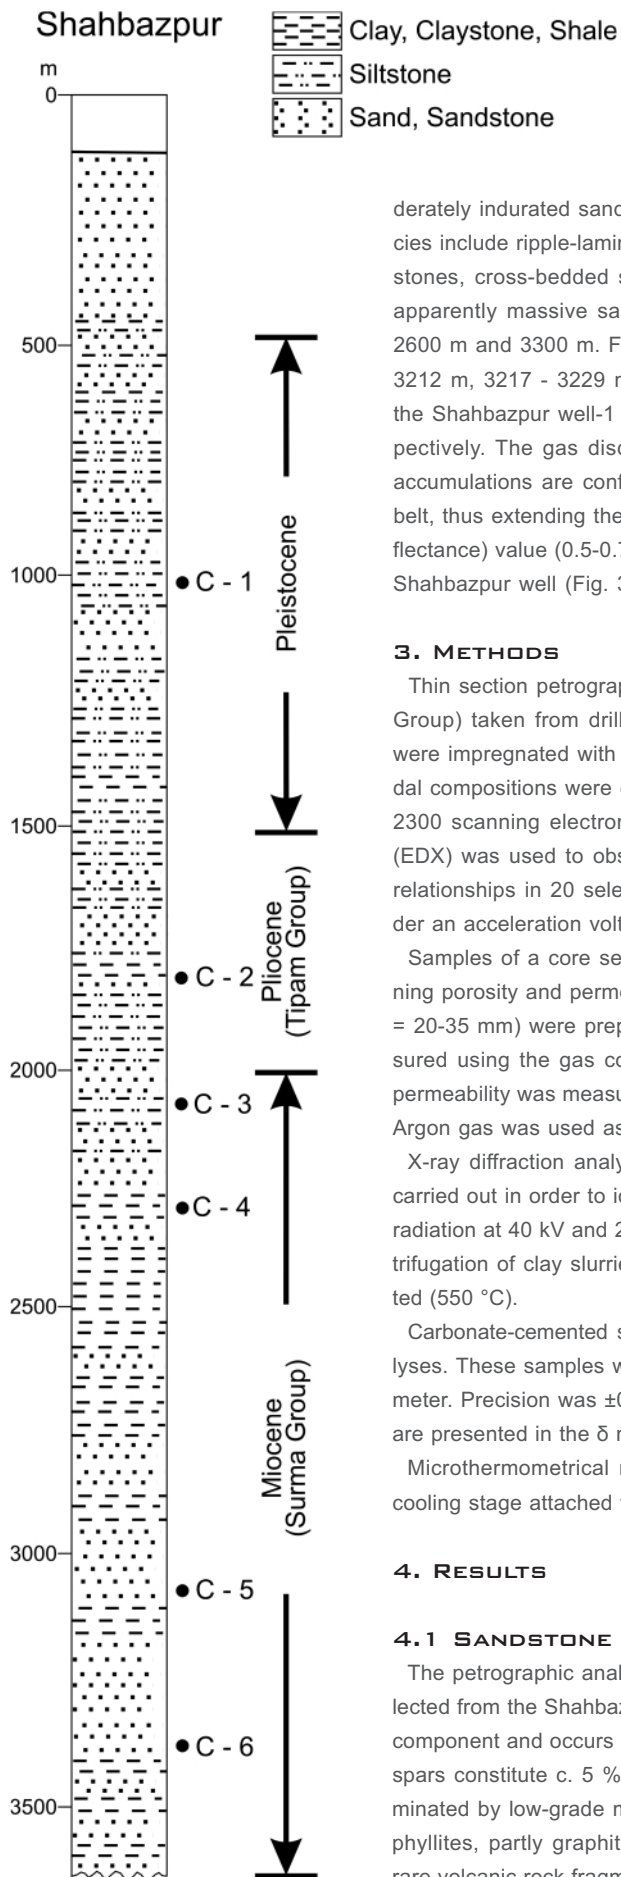 Shahbazpur
Clay, Claystone, Shale
Siltstone
Sand, Sandstone
m
0
500
1000
1500
2000
2500
3000
3500
C - 1
C - 2
C - 3
C - 4
C - 5
C - 6
Pleistocene
Pliocene
(Tipam Group)
Miocene
(Surma Group)
derately indurated sand
cies include ripple-lamin
stones, cross-bedded s
apparently massive sa
2600 m and 3300 m. F
3212 m, 3217 - 3229 m
the Shahbazpur well-1
pectively. The gas disc
accumulations are conf
belt, thus extending the
flectance) value (0.5-0.7
Shahbazpur well (Fig. 3
3. METHODS
Thin section petrograp
Group) taken from drill
were impregnated with
dal compositions were
2300 scanning electron
(EDX) was used to obs
relationships in 20 sele
der an acceleration volt
Samples of a core se
ning porosity and perme
= 20-35 mm) were prep
sured using the gas co
permeability was measu
Argon gas was used as
X-ray diffraction analy
carried out in order to ic
radiation at 40 kV and 2
trifugation of clay slurrie
ted (550 °C).
Carbonate-cemented s
lyses. These samples w
meter. Precision was ±0
are presented in the δ n
Microthermometrical n
cooling stage attached t
4. RESULTS
4.1 SANDSTONE
The petrographic anal
lected from the Shahbaz
component and occurs
spars constitute c. 5 %
minated by low-grade m
phyllites, partly graphit
rare volcanic rock fragm